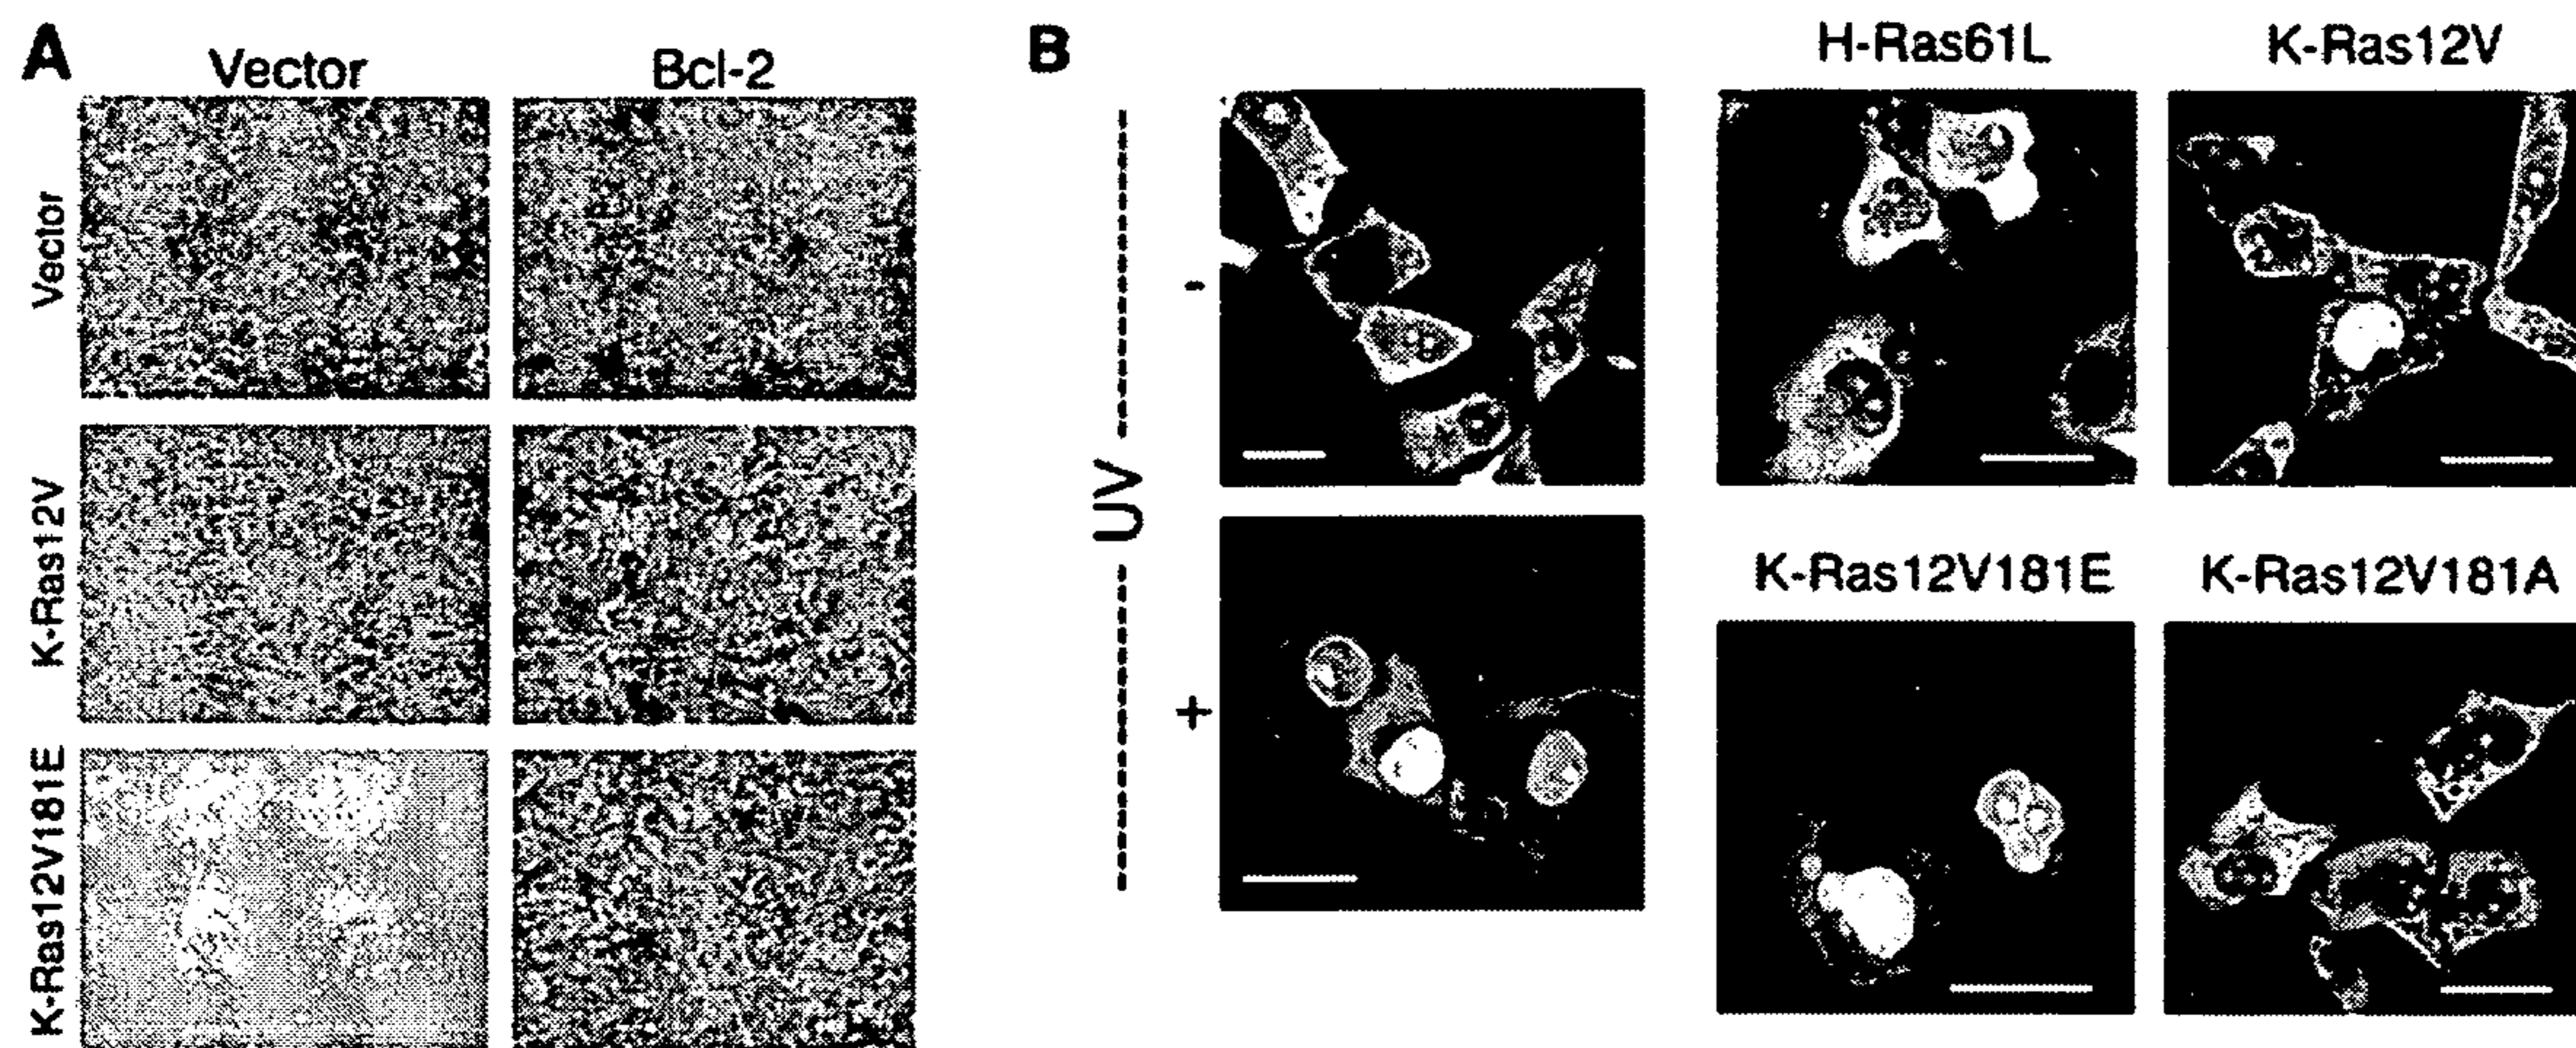 A
Vector Bcl-2
Vector
K-Ras12V
K-Ras12V181E
B
UV
-
+
H-Ras61L K-Ras12V
K-Ras12V181E K-Ras12V181A